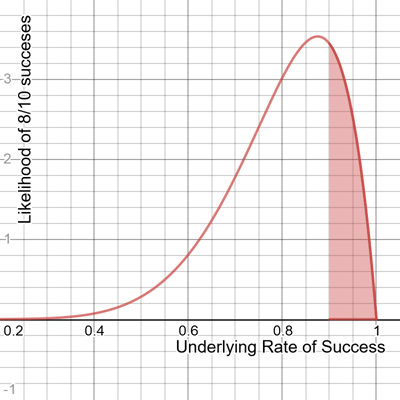 Likelihood of 8/10 succeses
3
2
1
0.2 0.4 0.6 0.8 1
Underlying Rate of Success
-1